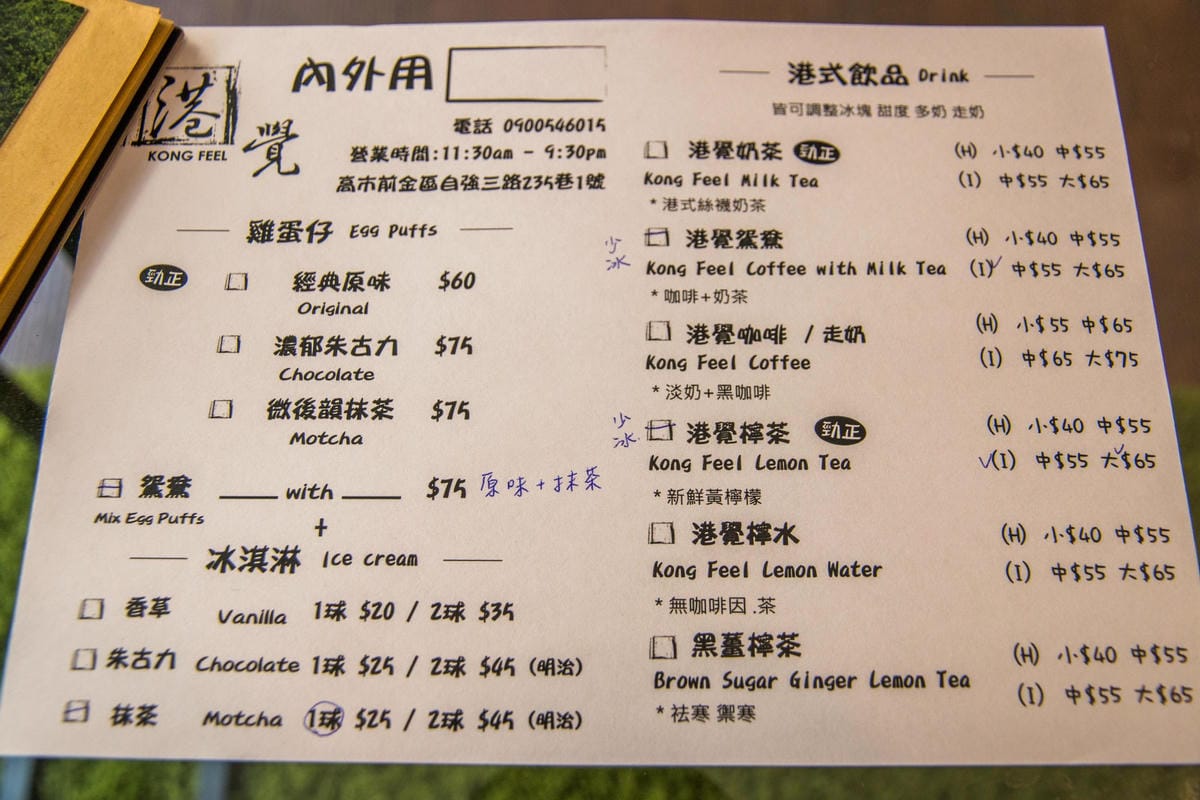 港覺
KONG FEEL
內外用
電話 0900546015
營業時間:11:30am - 9:30pm
高市前金區自強三路235巷1號
雞蛋仔 Egg Puffs
勁正 經典原味 $60
Original
濃郁朱古力 $75
Chocolate
微後韻抹茶 $75
Motcha
鴛鴦 ____ with ____ $75 原味+抹茶
Mix Egg Puffs
+
冰淇淋 Ice cream
香草 Vanilla 1球 $20 / 2球 $35
朱古力 Chocolate 1球 $25 / 2球 $45 (明治)
抹茶 Motcha 1球 $25 / 2球 $45 (明治)
港式飲品 Drink
皆可調整冰塊 甜度 多奶 走奶
港覺奶茶 勁正 (H) 小$40 中$55
Kong Feel Milk Tea (I) 中$55 大$65
*港式絲襪奶茶
少冰 港覺鴛鴦 (H) 小$40 中$55
Kong Feel Coffee with Milk Tea (I) 中$55 大$65
*咖啡+奶茶
港覺咖啡 / 走奶 (H) 小$55 中$65
Kong Feel Coffee (I) 中$65 大$75
*淡奶+黑咖啡
少冰 港覺檸茶 勁正 (H) 小$40 中$55
Kong Feel Lemon Tea (I) 中$55 大$65
*新鮮黃檸檬
港覺檸水 (H) 小$40 中$55
Kong Feel Lemon Water (I) 中$55 大$65
*無咖啡因.茶
黑薑檸茶 (H) 小$40 中$55
Brown Sugar Ginger Lemon Tea (I) 中$55 大$65
*祛寒 禦寒